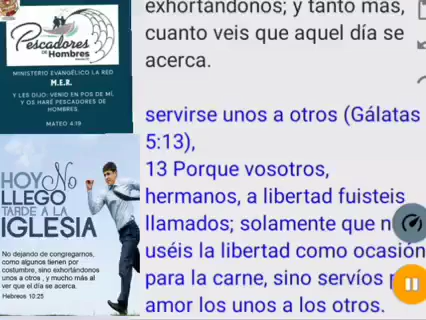 Pescadores
DE Hombres
MINISTERIO EVANGÉLICO LA RED
M.E.R.
Y LES DIJO: VENID EN POS DE MÍ,
Y OS HARÉ PESCADORES DE
HOMBRES.
MATEO 4:19
HOY No
LLEGO
TARDE A LA
IGLESIA
No dejando de congregarnos,
como algunos tienen por
costumbre, sino exhortándonos
unos a otros , y mucho más al
ver que el día se acerca.
Hebreos 10:25
exhortándonos; y tanto más,
cuanto veis que aquel día se
acerca.
servirse unos a otros (Gálatas
5:13),
13 Porque vosotros,
hermanos, a libertad fuisteis
llamados; solamente que
uséis la libertad como ocasión
para la carne, sino servíos
amor los unos a los otros.